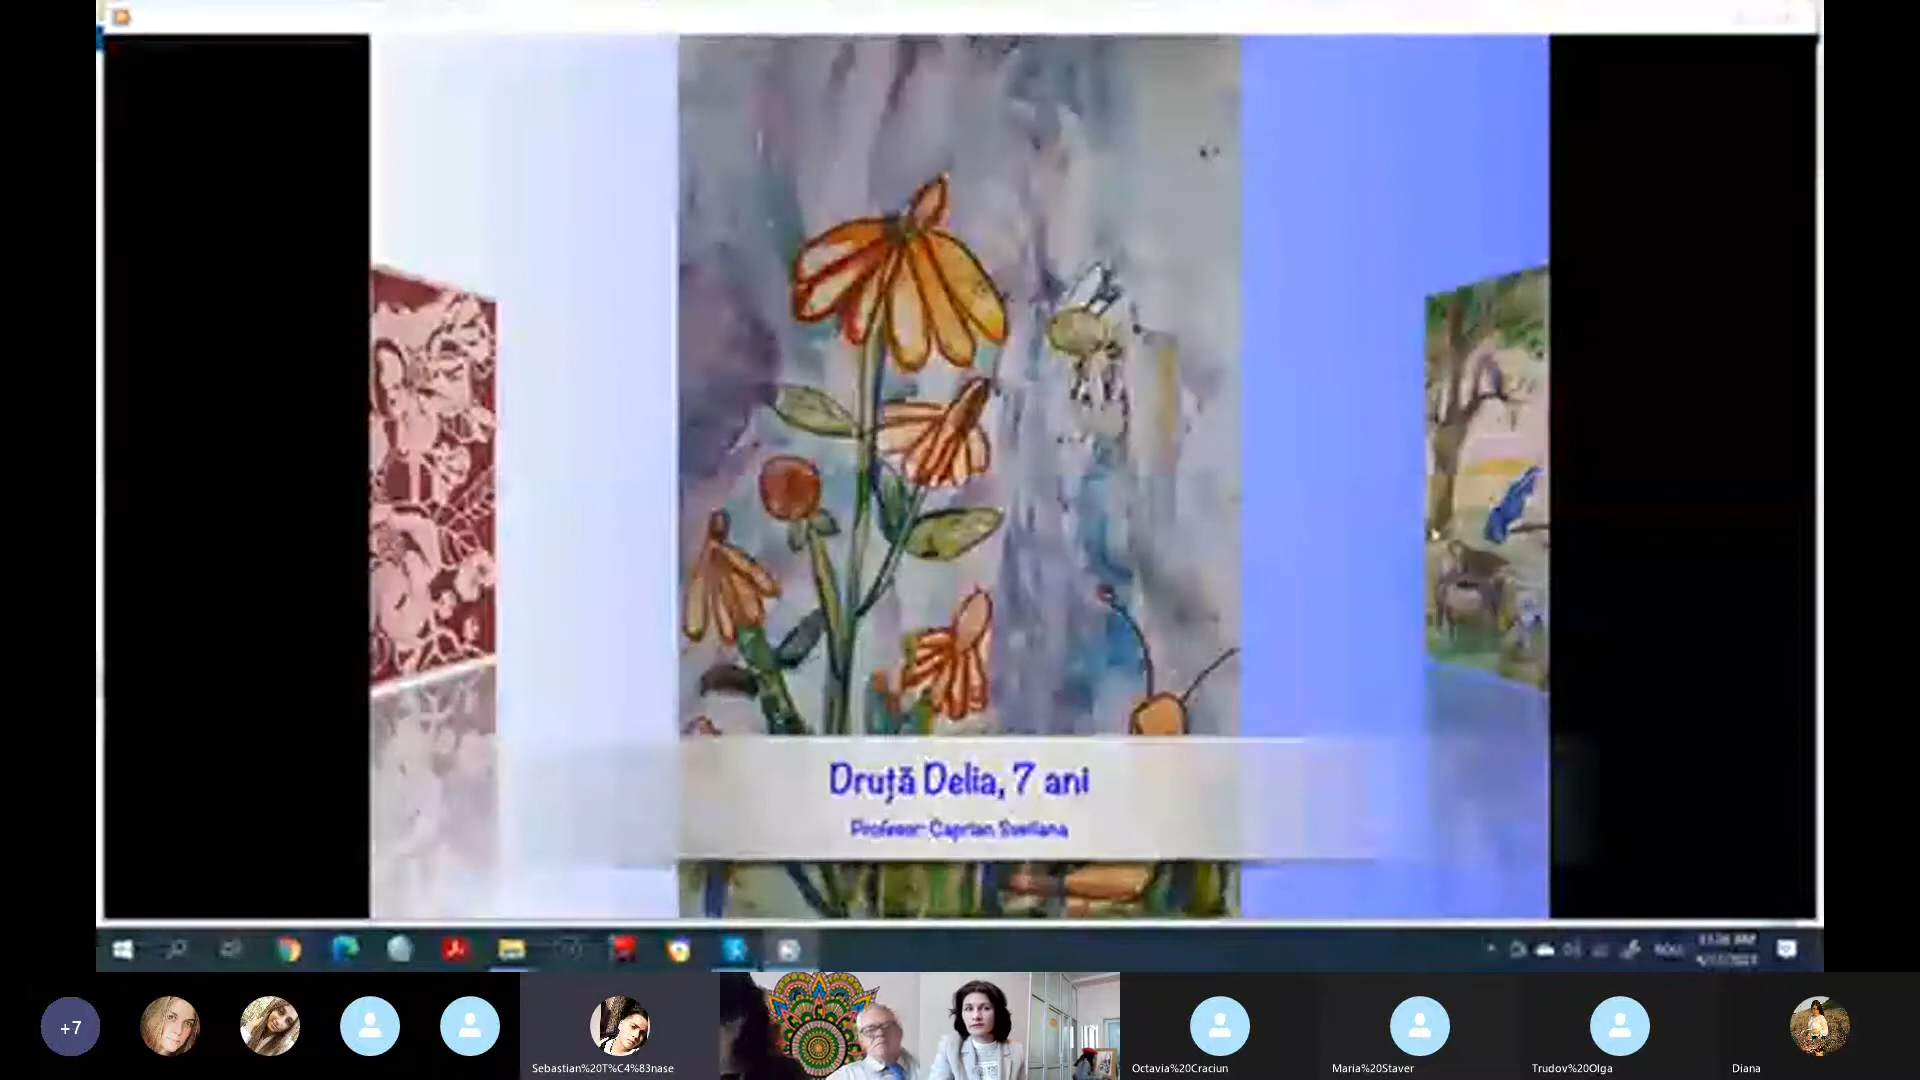 Druță Delia, 7 ani
Profesor: Caprian Svetlana
+7
Sebastian%20T%C4%83nase
Octavia%20Craciun
Maria%20Staver
Trudov%20Olga
Diana